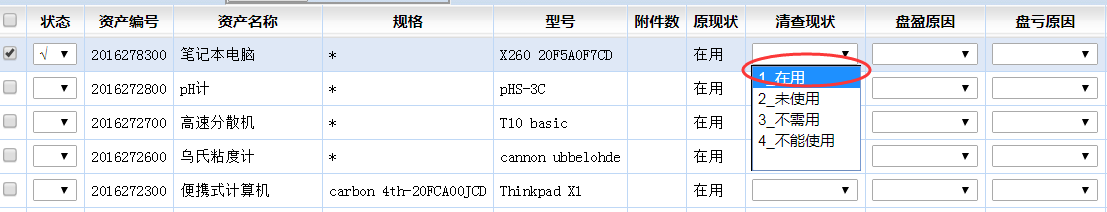 状态 资产编号 资产名称 规格 型号 附件数 原现状 清查现状 盘盈原因 盘亏原因
√ 2016278300 笔记本电脑 * X260 20F5A0F7CD 在用
1_在用
2016272800 pH计 * pHS-3C 在用
2_未使用
2016272700 高速分散机 * T10 basic 在用
3_不需用
4_不能使用
2016272600 乌氏粘度计 * cannon ubbelohde 在用
2016272300 便携式计算机 carbon 4th-20FCA00JCD Thinkpad X1 在用